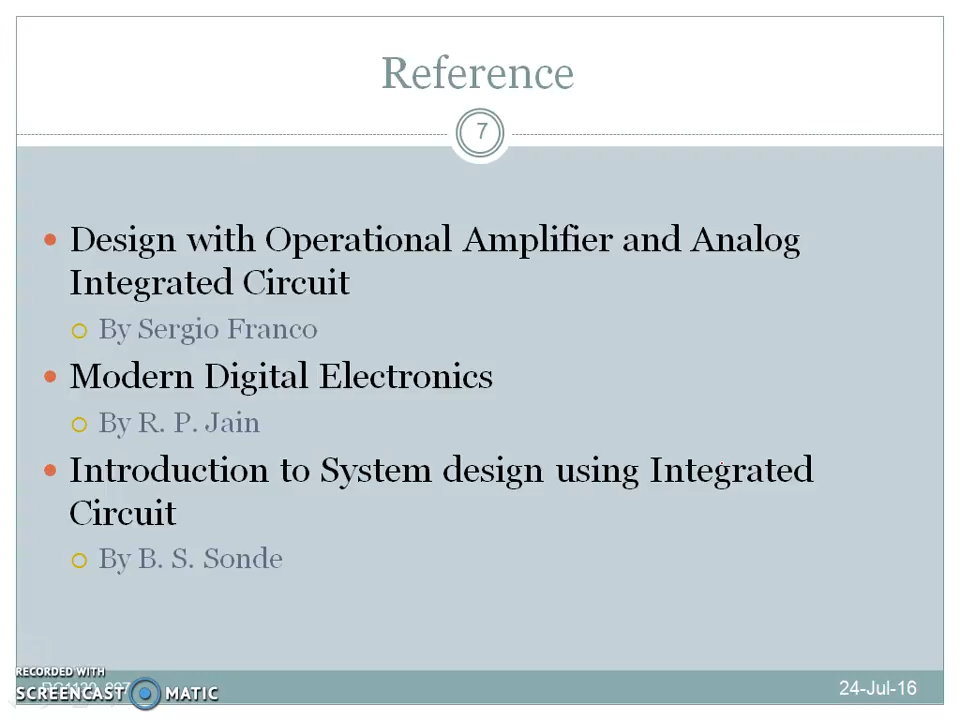 Reference
7
Design with Operational Amplifier and Analog
Integrated Circuit
By Sergio Franco
Modern Digital Electronics
By R. P. Jain
Introduction to System design using Integrated
Circuit
By B. S. Sonde
RECORDED WITH
SCREENCAST MATIC
24-Jul-16